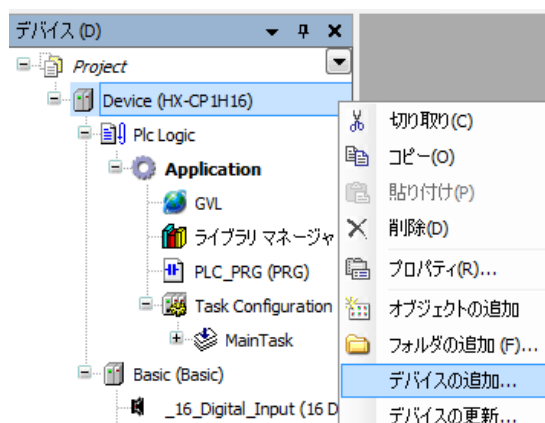 デバイス (D)
Project
Device (HX-CP1H16)
Plc Logic
Application
GVL
ライブラリ マネージャ
PLC_PRG (PRG)
Task Configuration
MainTask
Basic (Basic)
_16_Digital_Input (16 D
切り取り(C)
コピー(O)
貼り付け(P)
削除(D)
プロパティ(R)...
オブジェクトの追加
フォルダの追加 (F)...
デバイスの追加...
デバイスの更新...